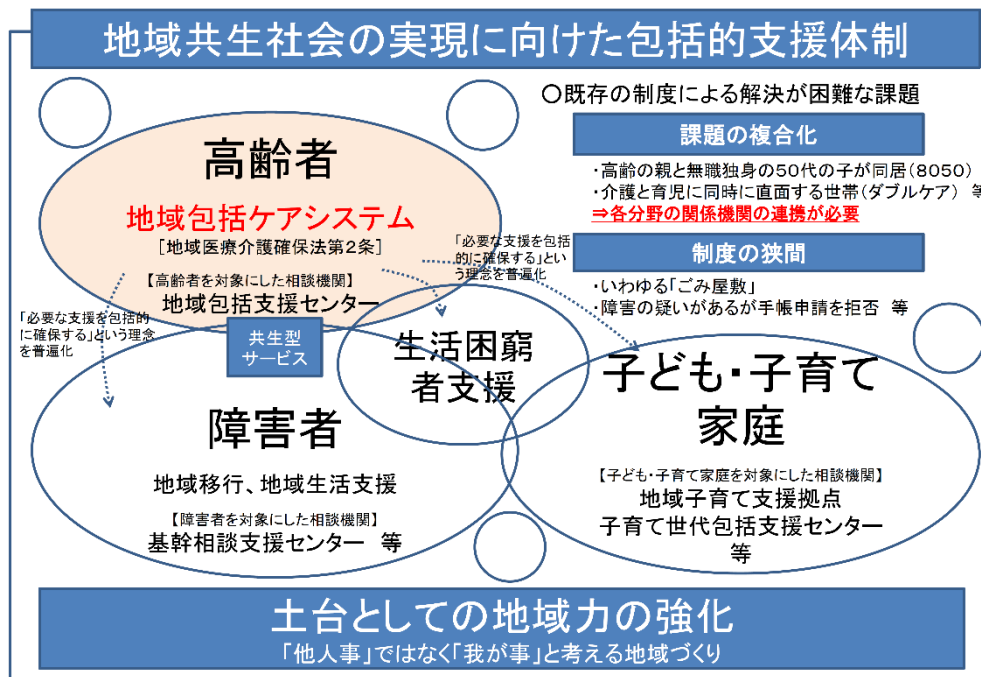 地域共生社会の実現に向けた包括的支援体制
○既存の制度による解決が困難な課題
課題の複合化
・高齢の親と無職独身の50代の子が同居(8050)
・介護と育児に同時に直面する世帯(ダブルケア) 等
⇒各分野の関係機関の連携が必要
制度の狭間
・いわゆる「ごみ屋敷」
・障害の疑いがあるが手帳申請を拒否 等
高齢者
地域包括ケアシステム
[地域医療介護確保法第2条]
【高齢者を対象にした相談機関】
地域包括支援センター
「必要な支援を包括
的に確保する」とい
う理念を普遍化
「必要な支援を包括的
に確保する」という理念
を普遍化
共生型
サービス
生活困窮
者支援
障害者
地域移行、地域生活支援
【障害者を対象にした相談機関】
基幹相談支援センター 等
子ども・子育て
家庭
【子ども・子育て家庭を対象にした相談機関】
地域子育て支援拠点
子育て世代包括支援センター
等
土台としての地域力の強化
「他人事」ではなく「我が事」と考える地域づくり